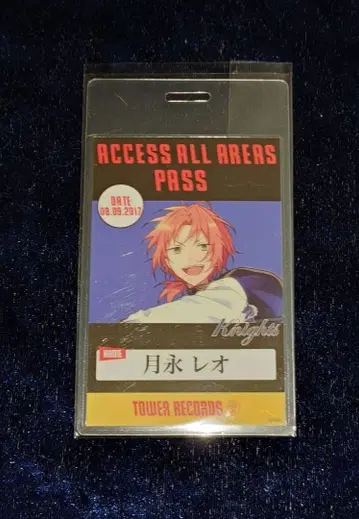 ACCESS ALL AREAS
PASS
DATE
08.09.2017
Knights
NAME
月永 レオ
TOWER RECORDS